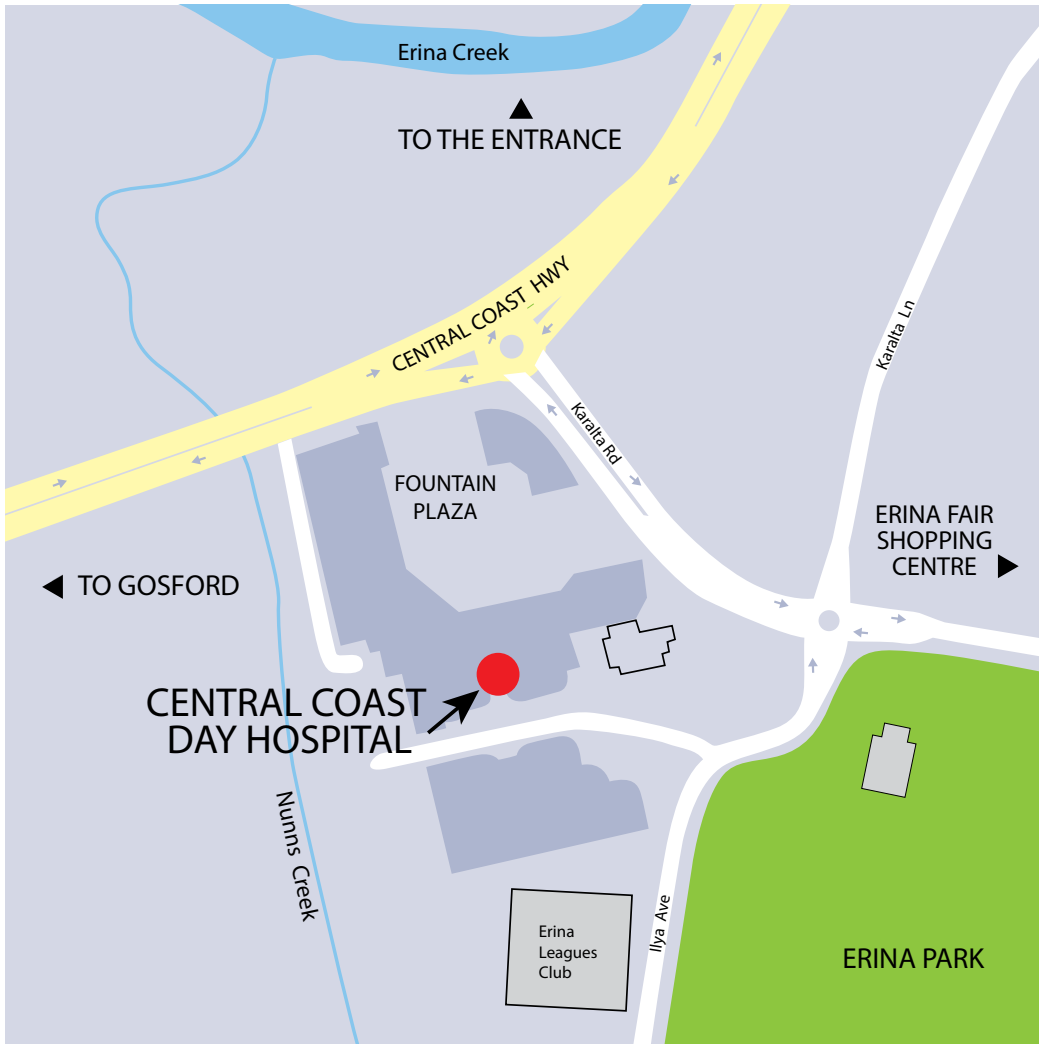 Erina Creek
TO THE ENTRANCE
CENTRAL COAST HWY
Karalta Ln
Karalta Rd
FOUNTAIN
PLAZA
ERINA FAIR
SHOPPING
CENTRE
TO GOSFORD
CENTRAL COAST
DAY HOSPITAL
Nunns Creek
Ilya Ave
Erina
Leagues
Club
ERINA PARK